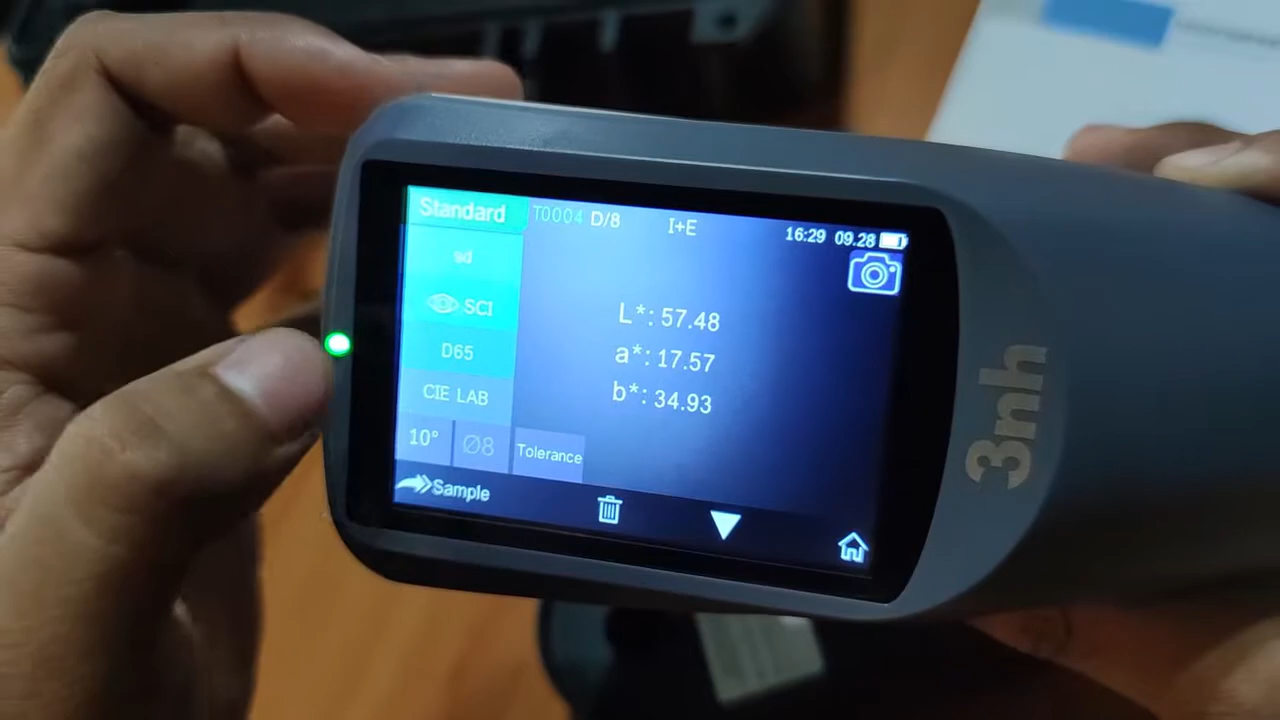 Standard T0004 D/8 I+E 16:29 09.28
sd
SCI
D65
CIE LAB
10° Ø8 Tolerance
L*: 57.48
a*: 17.57
b*: 34.93
Sample
3nh